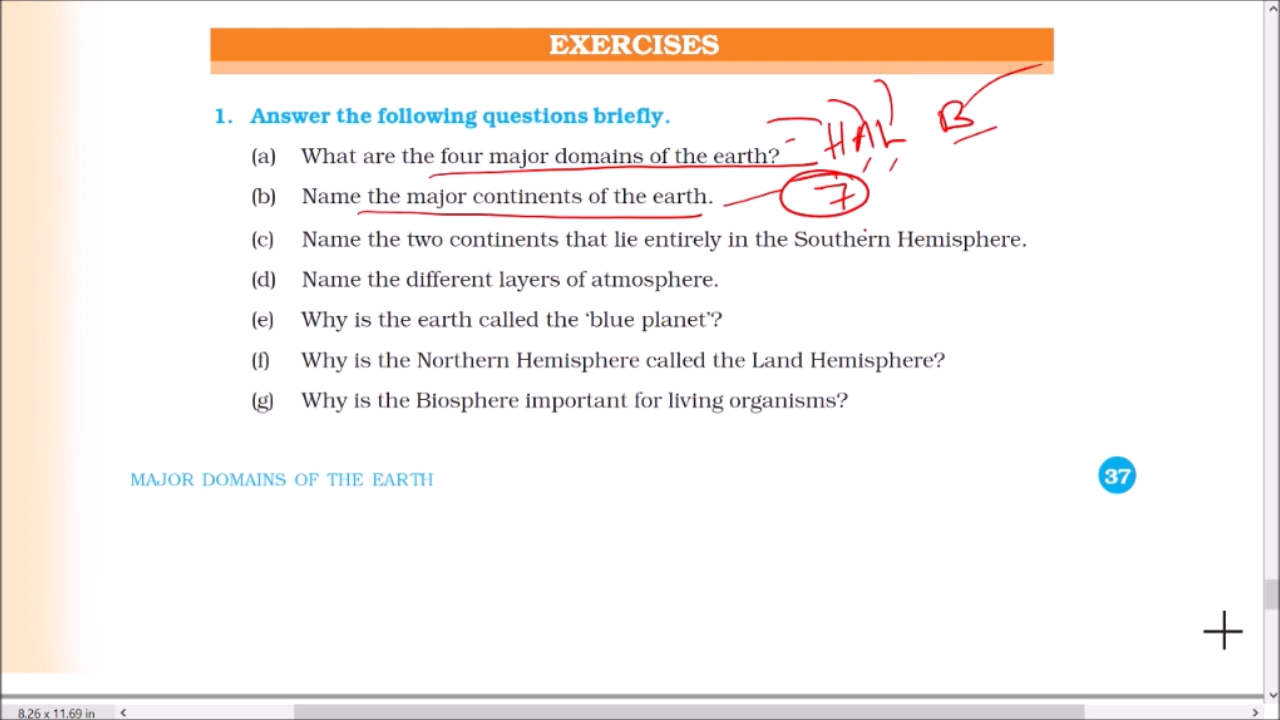 EXERCISES
1. Answer the following questions briefly.
(a) What are the four major domains of the earth? HAL B
(b) Name the major continents of the earth. 7
(c) Name the two continents that lie entirely in the Southern Hemisphere.
(d) Name the different layers of atmosphere.
(e) Why is the earth called the ‘blue planet’?
(f) Why is the Northern Hemisphere called the Land Hemisphere?
(g) Why is the Biosphere important for living organisms?
MAJOR DOMAINS OF THE EARTH 37
8.26 x 11.69 in